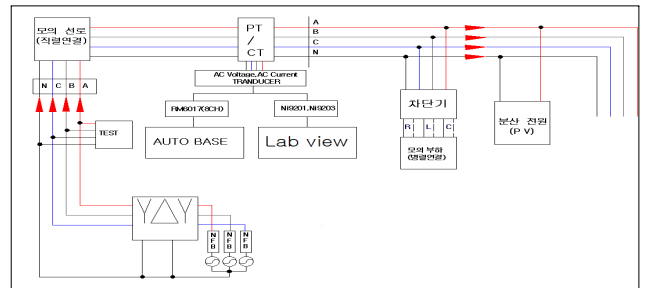 모의 선로
(직렬연결)
PT
/
CT
A
B
C
N
AC Voltage,AC Current
TRANDUCER
N C B A
RM6017(8CH)
NI9201,NI9203
TEST
AUTO BASE
Lab view
차단기
R L C
모의 부하
(병렬연결)
분산 전원
(P V)
Y△Y
NFB
NFB
NFB